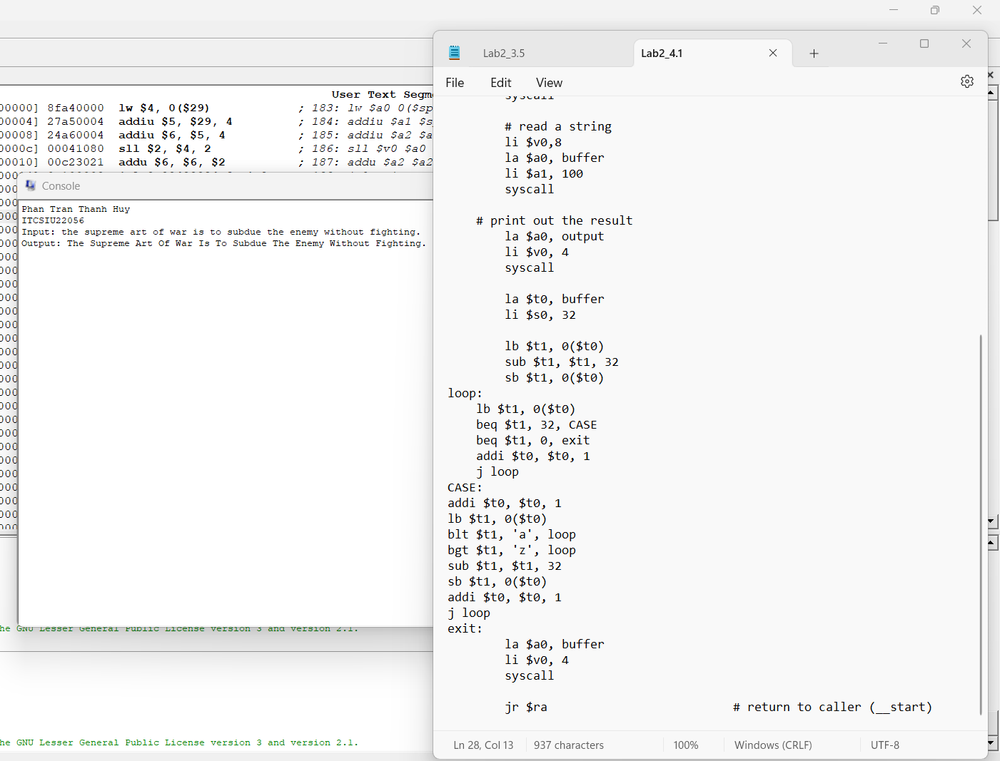 User Text Segm
00000] 8fa40000 lw $4, 0($29) ; 183: lw $a0 0($sp
00004] 27a50004 addiu $5, $29, 4 ; 184: addiu $a1 $s
00008] 24a60004 addiu $6, $5, 4 ; 185: addiu $a2 $a
0000c] 00041080 sll $2, $4, 2 ; 186: sll $v0 $a0
00010] 00c23021 addu $6, $6, $2 ; 187: addu $a2 $a2
Console
Phan Tran Thanh Huy
ITCSIU22056
Input: the supreme art of war is to subdue the enemy without fighting.
Output: The Supreme Art Of War Is To Subdue The Enemy Without Fighting.
he GNU Lesser General Public License version 3 and version 2.1.
he GNU Lesser General Public License version 3 and version 2.1.
Lab2_3.5
Lab2_4.1
File Edit View
syscall
# read a string
li $v0,8
la $a0, buffer
li $a1, 100
syscall
# print out the result
la $a0, output
li $v0, 4
syscall
la $t0, buffer
li $s0, 32
lb $t1, 0($t0)
sub $t1, $t1, 32
sb $t1, 0($t0)
loop:
lb $t1, 0($t0)
beq $t1, 32, CASE
beq $t1, 0, exit
addi $t0, $t0, 1
j loop
CASE:
addi $t0, $t0, 1
lb $t1, 0($t0)
blt $t1, 'a', loop
bgt $t1, 'z', loop
sub $t1, $t1, 32
sb $t1, 0($t0)
addi $t0, $t0, 1
j loop
exit:
la $a0, buffer
li $v0, 4
syscall
jr $ra # return to caller (__start)
Ln 28, Col 13 937 characters 100% Windows (CRLF) UTF-8